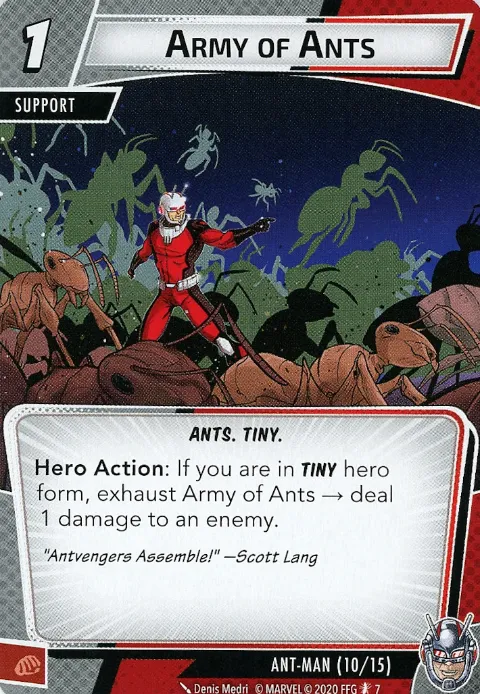 1
ARMY OF ANTS
SUPPORT
ANTS. TINY.
Hero Action: If you are in TINY hero
form, exhaust Army of Ants → deal
1 damage to an enemy.
"Antvengers Assemble!" —Scott Lang
ANT-MAN (10/15)
Denis Medri © MARVEL © 2020 FFG 7